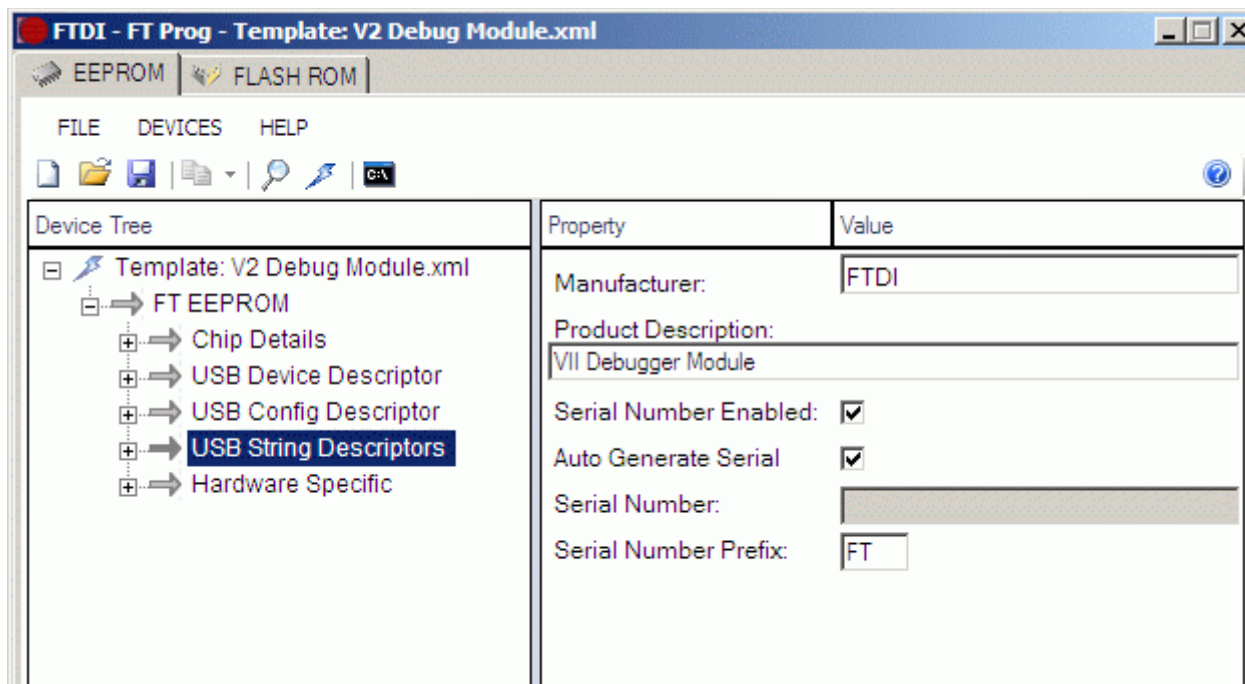 FTDI - FT Prog - Template: V2 Debug Module.xml
EEPROM FLASH ROM
FILE DEVICES HELP
C:\
Device Tree
Template: V2 Debug Module.xml
FT EEPROM
Chip Details
USB Device Descriptor
USB Config Descriptor
USB String Descriptors
Hardware Specific
Property Value
Manufacturer: FTDI
Product Description:
VII Debugger Module
Serial Number Enabled:
Auto Generate Serial
Serial Number:
Serial Number Prefix: FT